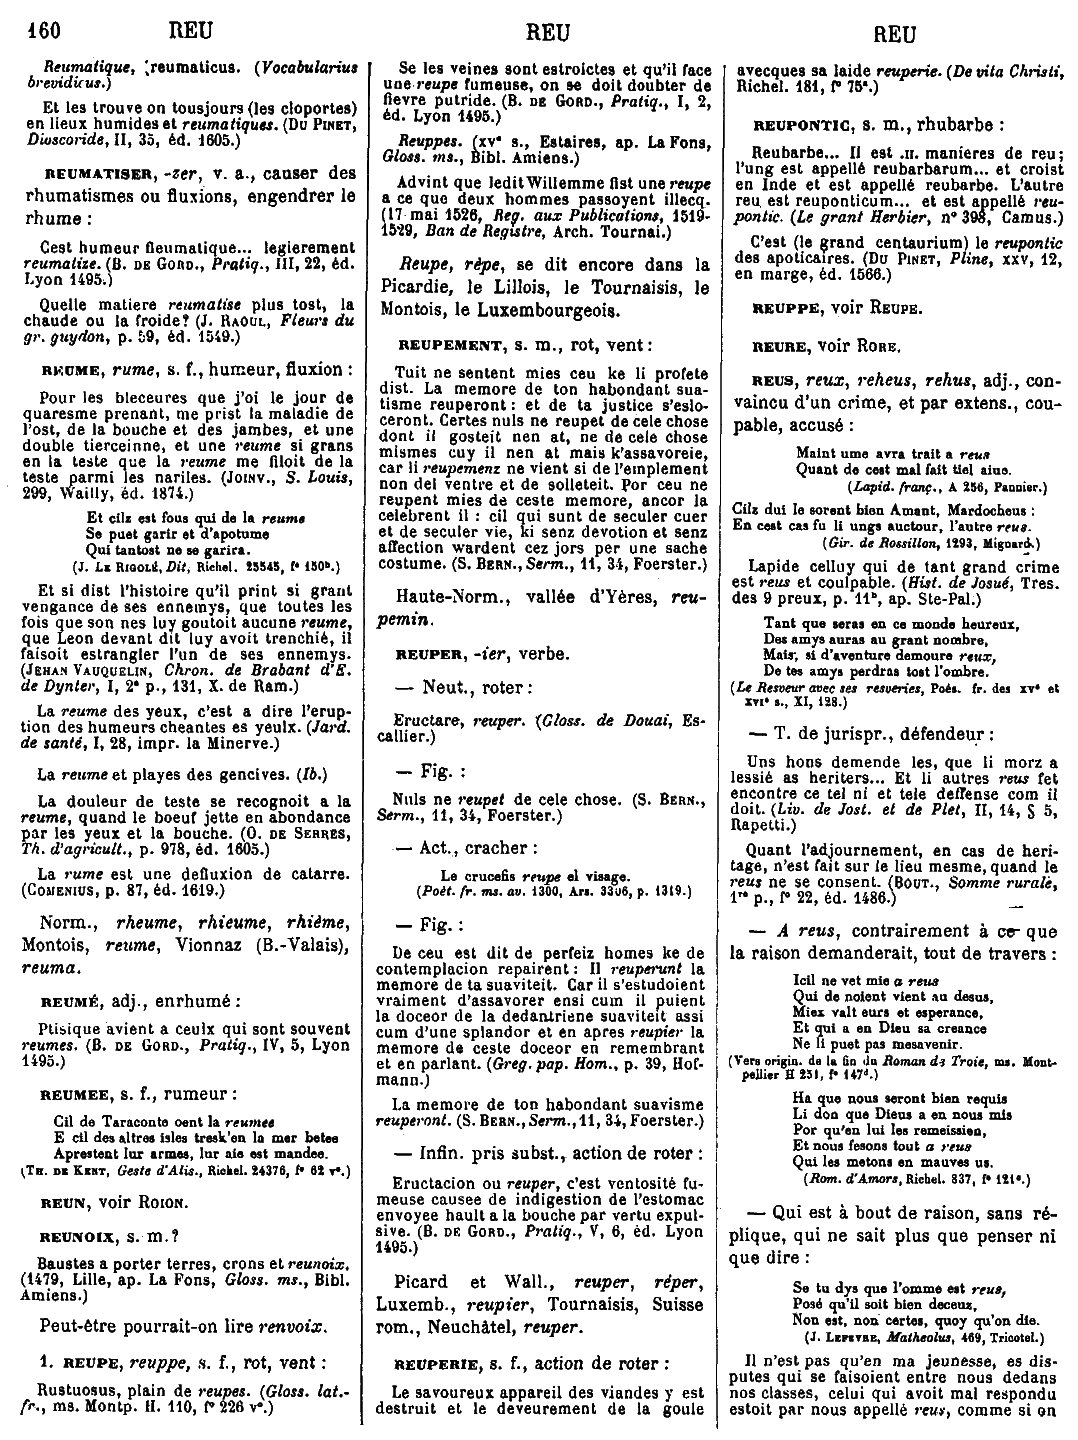 160 REU REU REU
Reumatique, reumaticus. (Vocabularius
brevidicus.)
Et les trouve on tousjours (les cloportes)
en lieux humides et reumatiques. (DU PINET,
Dioscoride, II, 35, éd. 1605.)
REUMATISER, -zer, v. a., causer des
rhumatismes ou fluxions, engendrer le
rhume :
Cest humeur fleumatique... legierement
reumatize. (B. DE GORD., Pratiq., III, 22, éd.
Lyon 1495.)
Quelle matiere reumatise plus tost, la
chaude ou la froide? (J. RAOUL, Fleurs du
gr. guydon, p. 59, éd. 1549.)
REUME, rume, s. f., humeur, fluxion :
Pour les bleceures que j'oi le jour de
quaresme prenant, me prist la maladie de
l'ost, de la bouche et des jambes, et une
double tierceinne, et une reume si grans
en la teste que la reume me filoit de la
teste parmi les nariles. (JOINV., S. Louis,
299, Wailly, éd. 1874.)
Et cilz est fous qui de la reume
Se puet garir et d'apotume
Qui tantost ne se garira.
(J. LE RIGOLÉ, Dit, Richel. 25545, f° 150b.)
Et si dist l'histoire qu'il print si grant
vengance de ses ennemys, que toutes les
fois que son nes luy goutoit aucune reume,
que Leon devant dit luy avoit trenchié, il
faisoit estrangler l'un de ses ennemys.
(JEHAN VAUQUELIN, Chron. de Brabant d'E.
de Dynter, I, 2e p., 131, X. de Ram.)
La reume des yeux, c'est a dire l'erup-
tion des humeurs cheantes es yeulx. (Jard.
de santé, I, 28, impr. la Minerve.)
La reume et playes des gencives. (Ib.)
La douleur de teste se recognoit a la
reume, quand le boeuf jette en abondance
par les yeux et la bouche. (O. DE SERRES,
Th. d'agricult., p. 978, éd. 1605.)
La rume est une defluxion de catarre.
(COMENIUS, p. 87, éd. 1619.)
Norm., rheume, rhieume, rhième,
Montois, reume, Vionnaz (B.-Valais),
reuma.
REUMÉ, adj., enrhumé :
Ptisique avient a ceulx qui sont souvent
reumes. (B. DE GORD., Pratiq., IV, 5, Lyon
1495.)
REUMEE, s. f., rumeur :
Cil de Taraconte oent la reumee
E cil des altres isles tresk'en la mer betee
Aprestent lur armes, lur aie est mandee.
(TH. DE KENT, Geste d'Alis., Richel. 24376, f° 62 v°.)
REUN, voir ROION.
REUNOIX, s. m.?
Baustes a porter terres, crons et reunoix.
(1479, Lille, ap. La Fons, Gloss. ms., Bibl.
Amiens.)
Peut-être pourrait-on lire renvoix.
1. REUPE, reuppe, s. f., rot, vent :
Rustuosus, plain de reupes. (Gloss. lat.-
fr., ms. Montp. H. 110, f° 226 v°.)
Se les veines sont estroictes et qu'il face
une reupe fumeuse, on se doit doubter de
fievre putride. (B. DE GORD., Pratiq., I, 2,
éd. Lyon 1495.)
Reuppes. (XVe s., Estaires, ap. La Fons,
Gloss. ms., Bibl. Amiens.)
Advint que ledit Willemme fist une reupe
a ce que deux hommes passoyent illecq.
(17 mai 1526, Reg. aux Publications, 1519-
1529, Ban de Registre, Arch. Tournai.)
Reupe, rèpe, se dit encore dans la
Picardie, le Lillois, le Tournaisis, le
Montois, le Luxembourgeois.
REUPEMENT, s. m., rot, vent :
Tuit ne sentent mies ceu ke li profete
dist. La memore de ton habondant sua-
tisme reuperont : et de ta justice s'eslo-
ceront. Certes nuls ne reupet de cele chose
dont il gosteit nen at, ne de cele chose
mismes cuy il nen at mais k'assavoreie,
car li reupemenz ne vient si de l'emplement
non del ventre et de solleteit. Por ceu ne
reupent mies de ceste memore, ancor la
celebrent il : cil qui sunt de seculer cuer
et de seculer vie, ki senz devotion et senz
affection wardent cez jors per une sache
costume. (S. BERN., Serm., 11, 34, Foerster.)
Haute-Norm., vallée d'Yères, reu-
pemin.
REUPER, -ier, verbe.
— Neut., roter :
Eructare, reuper. (Gloss. de Douai, Es-
callier.)
— Fig. :
Nuls ne reupet de cele chose. (S. BERN.,
Serm., 11, 34, Foerster.)
— Act., cracher :
Le crucefis reupe el visage.
(Poët. fr. ms. av. 1300, Ars. 3306, p. 1319.)
— Fig. :
De ceu est dit de perfeiz homes ke de
contemplacion repairent : Il reuperunt la
memore de ta suaviteit. Car il s'estudoient
vraiment d'assavorer ensi cum il puient
la doceor de la dedantriene suaviteit assi
cum d'une splandor et en apres reupier la
memore de ceste doceor en remembrant
et en parlant. (Greg. pap. Hom., p. 39, Hof-
mann.)
La memore de ton habondant suavisme
reuperont. (S. BERN., Serm., 11, 34, Foerster.)
— Infin. pris subst., action de roter :
Eructacion ou reuper, c'est ventosité fu-
meuse causee de indigestion de l'estomac
envoyee hault a la bouche par vertu expul-
sive. (B. DE GORD., Pratiq., V, 6, éd. Lyon
1495.)
Picard et Wall., reuper, réper,
Luxemb., reupier, Tournaisis, Suisse
rom., Neuchâtel, reuper.
REUPERIE, s. f., action de roter :
Le savoureux appareil des viandes y est
destruit et le deveurement de la goule
avecques sa laide reuperie. (De vita Christi,
Richel. 181, f° 75a.)
REUPONTIC, s. m., rhubarbe :
Reubarbe... Il est .II. manieres de reu;
l'ung est appellé reubarbarum... et croist
en Inde et est appellé reubarbe. L'autre
reu est reuponticum... et est appellé reu-
pontic. (Le grant Herbier, n° 398, Camus.)
C'est (le grand centaurium) le reupontic
des apoticaires. (DU PINET, Pline, XXV, 12,
en marge, éd. 1566.)
REUPPE, voir REUPE.
REURE, voir RORE.
REUS, reux, reheus, rehus, adj., con-
vaincu d'un crime, et par extens., cou-
pable, accusé :
Maint ume avra trait a reus
Quant de cest mal fait tiel aiue.
(Lapid. franç., A 256, Pannier.)
Cilz dui le sorent bien Amant, Mardocheus :
En cest cas fu li ungs auctour, l'autre reus.
(Gir. de Rossillon, 1293, Mignard.)
Lapide celluy qui de tant grand crime
est reus et coulpable. (Hist. de Josué, Tres.
des 9 preux, p. 11b, ap. Ste-Pal.)
Tant que seras en ce monde heureux,
Des amys auras au grant nombre,
Mais, si d'aventure demoure reux,
De tes amys perdras tost l'ombre.
(Le Resveur avec ses resveries, Poés. fr. des XVe et
XVIe s., XI, 128.)
— T. de jurispr., défendeur :
Uns hons demende les, que li morz a
lessié as heriters... Et li autres reus fet
encontre ce tel ni et tele deffense com il
doit. (Liv. de Jost. et de Plet, II, 14, § 5,
Rapetti.)
Quant l'adjournement, en cas de heri-
tage, n'est fait sur le lieu mesme, quand le
reus ne se consent. (BOUT., Somme rurale,
1re p., f° 22, éd. 1486.)
— A reus, contrairement à ce que
la raison demanderait, tout de travers :
Icil ne vet mie a reus
Qui de noient vient au desus,
Miex valt eurs et esperance,
Et qui a en Dieu sa creance
Ne li puet pas mesavenir.
(Vers origin. de la fin du Roman de Troie, ms. Mont-
pellier H 251, f° 147d.)
Ha que nous seront bien requis
Li don que Dieus a en nous mis
Por qu'en lui les remeissien,
Et nous fesons tout a reus
Qui les metons en mauves us.
(Rom. d'Amors, Richel. 837, f° 121a.)
— Qui est à bout de raison, sans ré-
plique, qui ne sait plus que penser ni
que dire :
Se tu dys que l'omme est reus,
Posé qu'il soit bien deceuz,
Non est, non certes, quoy qu'on die.
(J. LEFEVRE, Matheolus, 469, Tricotel.)
Il n'est pas qu'en ma jeunesse, es dis-
putes qui se faisoient entre nous dedans
nos classes, celui qui avoit mal respondu
estoit par nous appellé reus, comme si on